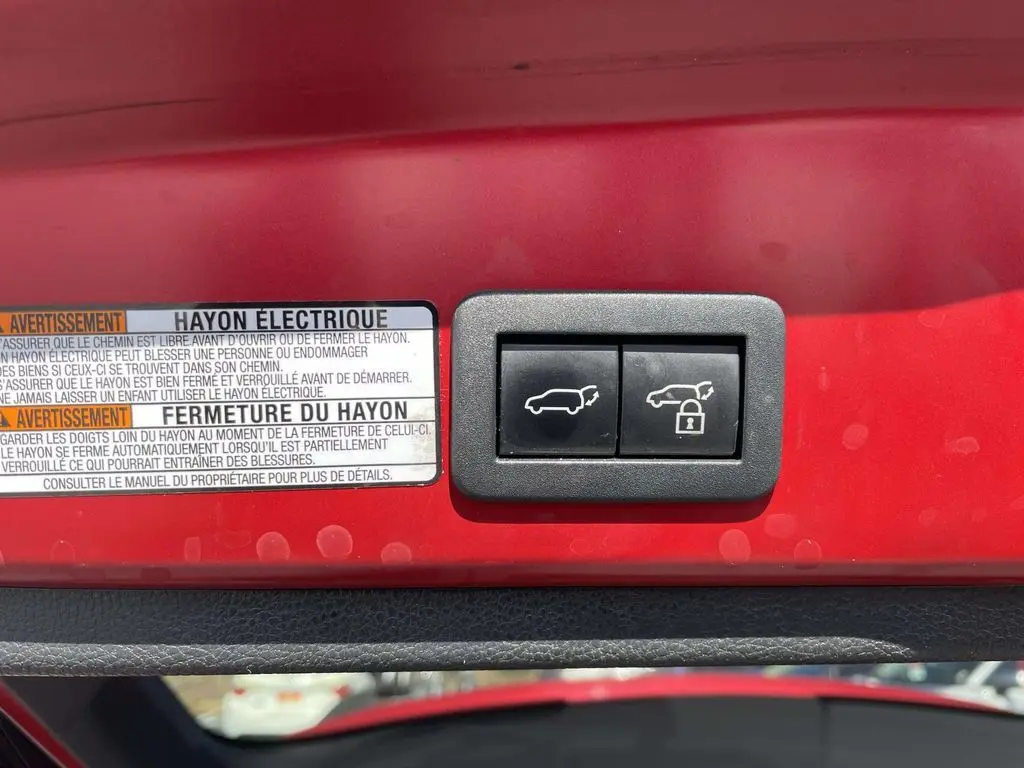 AVERTISSEMENT HAYON ÉLECTRIQUE
S'ASSURER QUE LE CHEMIN EST LIBRE AVANT D'OUVRIR OU DE FERMER LE HAYON.
UN HAYON ÉLECTRIQUE PEUT BLESSER UNE PERSONNE OU ENDOMMAGER
DES BIENS SI CEUX-CI SE TROUVENT DANS SON CHEMIN.
S'ASSURER QUE LE HAYON EST BIEN FERMÉ ET VERROUILLÉ AVANT DE DÉMARRER.
NE JAMAIS LAISSER UN ENFANT UTILISER LE HAYON ÉLECTRIQUE.
AVERTISSEMENT FERMETURE DU HAYON
GARDER LES DOIGTS LOIN DU HAYON AU MOMENT DE LA FERMETURE DE CELUI-CI.
LE HAYON SE FERME AUTOMATIQUEMENT LORSQU'IL EST PARTIELLEMENT
VERROUILLÉ CE QUI POURRAIT ENTRAÎNER DES BLESSURES.
CONSULTER LE MANUEL DU PROPRIÉTAIRE POUR PLUS DE DÉTAILS.